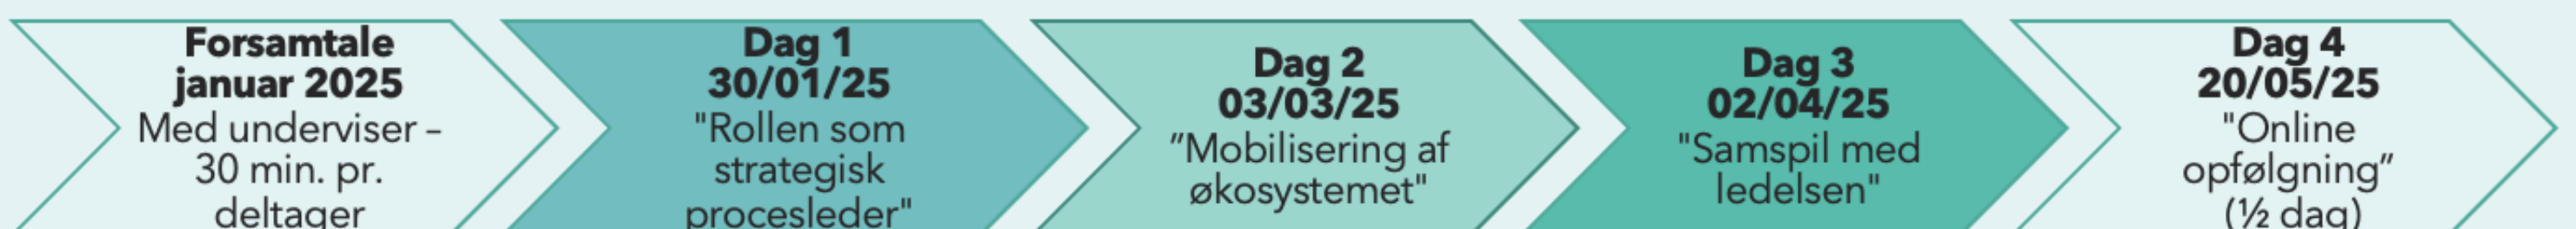 Forsamtale
januar 2025
Med underviser –
30 min. pr.
deltager
Dag 1
30/01/25
"Rollen som
strategisk
procesleder"
Dag 2
03/03/25
”Mobilisering af
økosystemet"
Dag 3
02/04/25
"Samspil med
ledelsen"
Dag 4
20/05/25
"Online
opfølgning”
(½ dag)